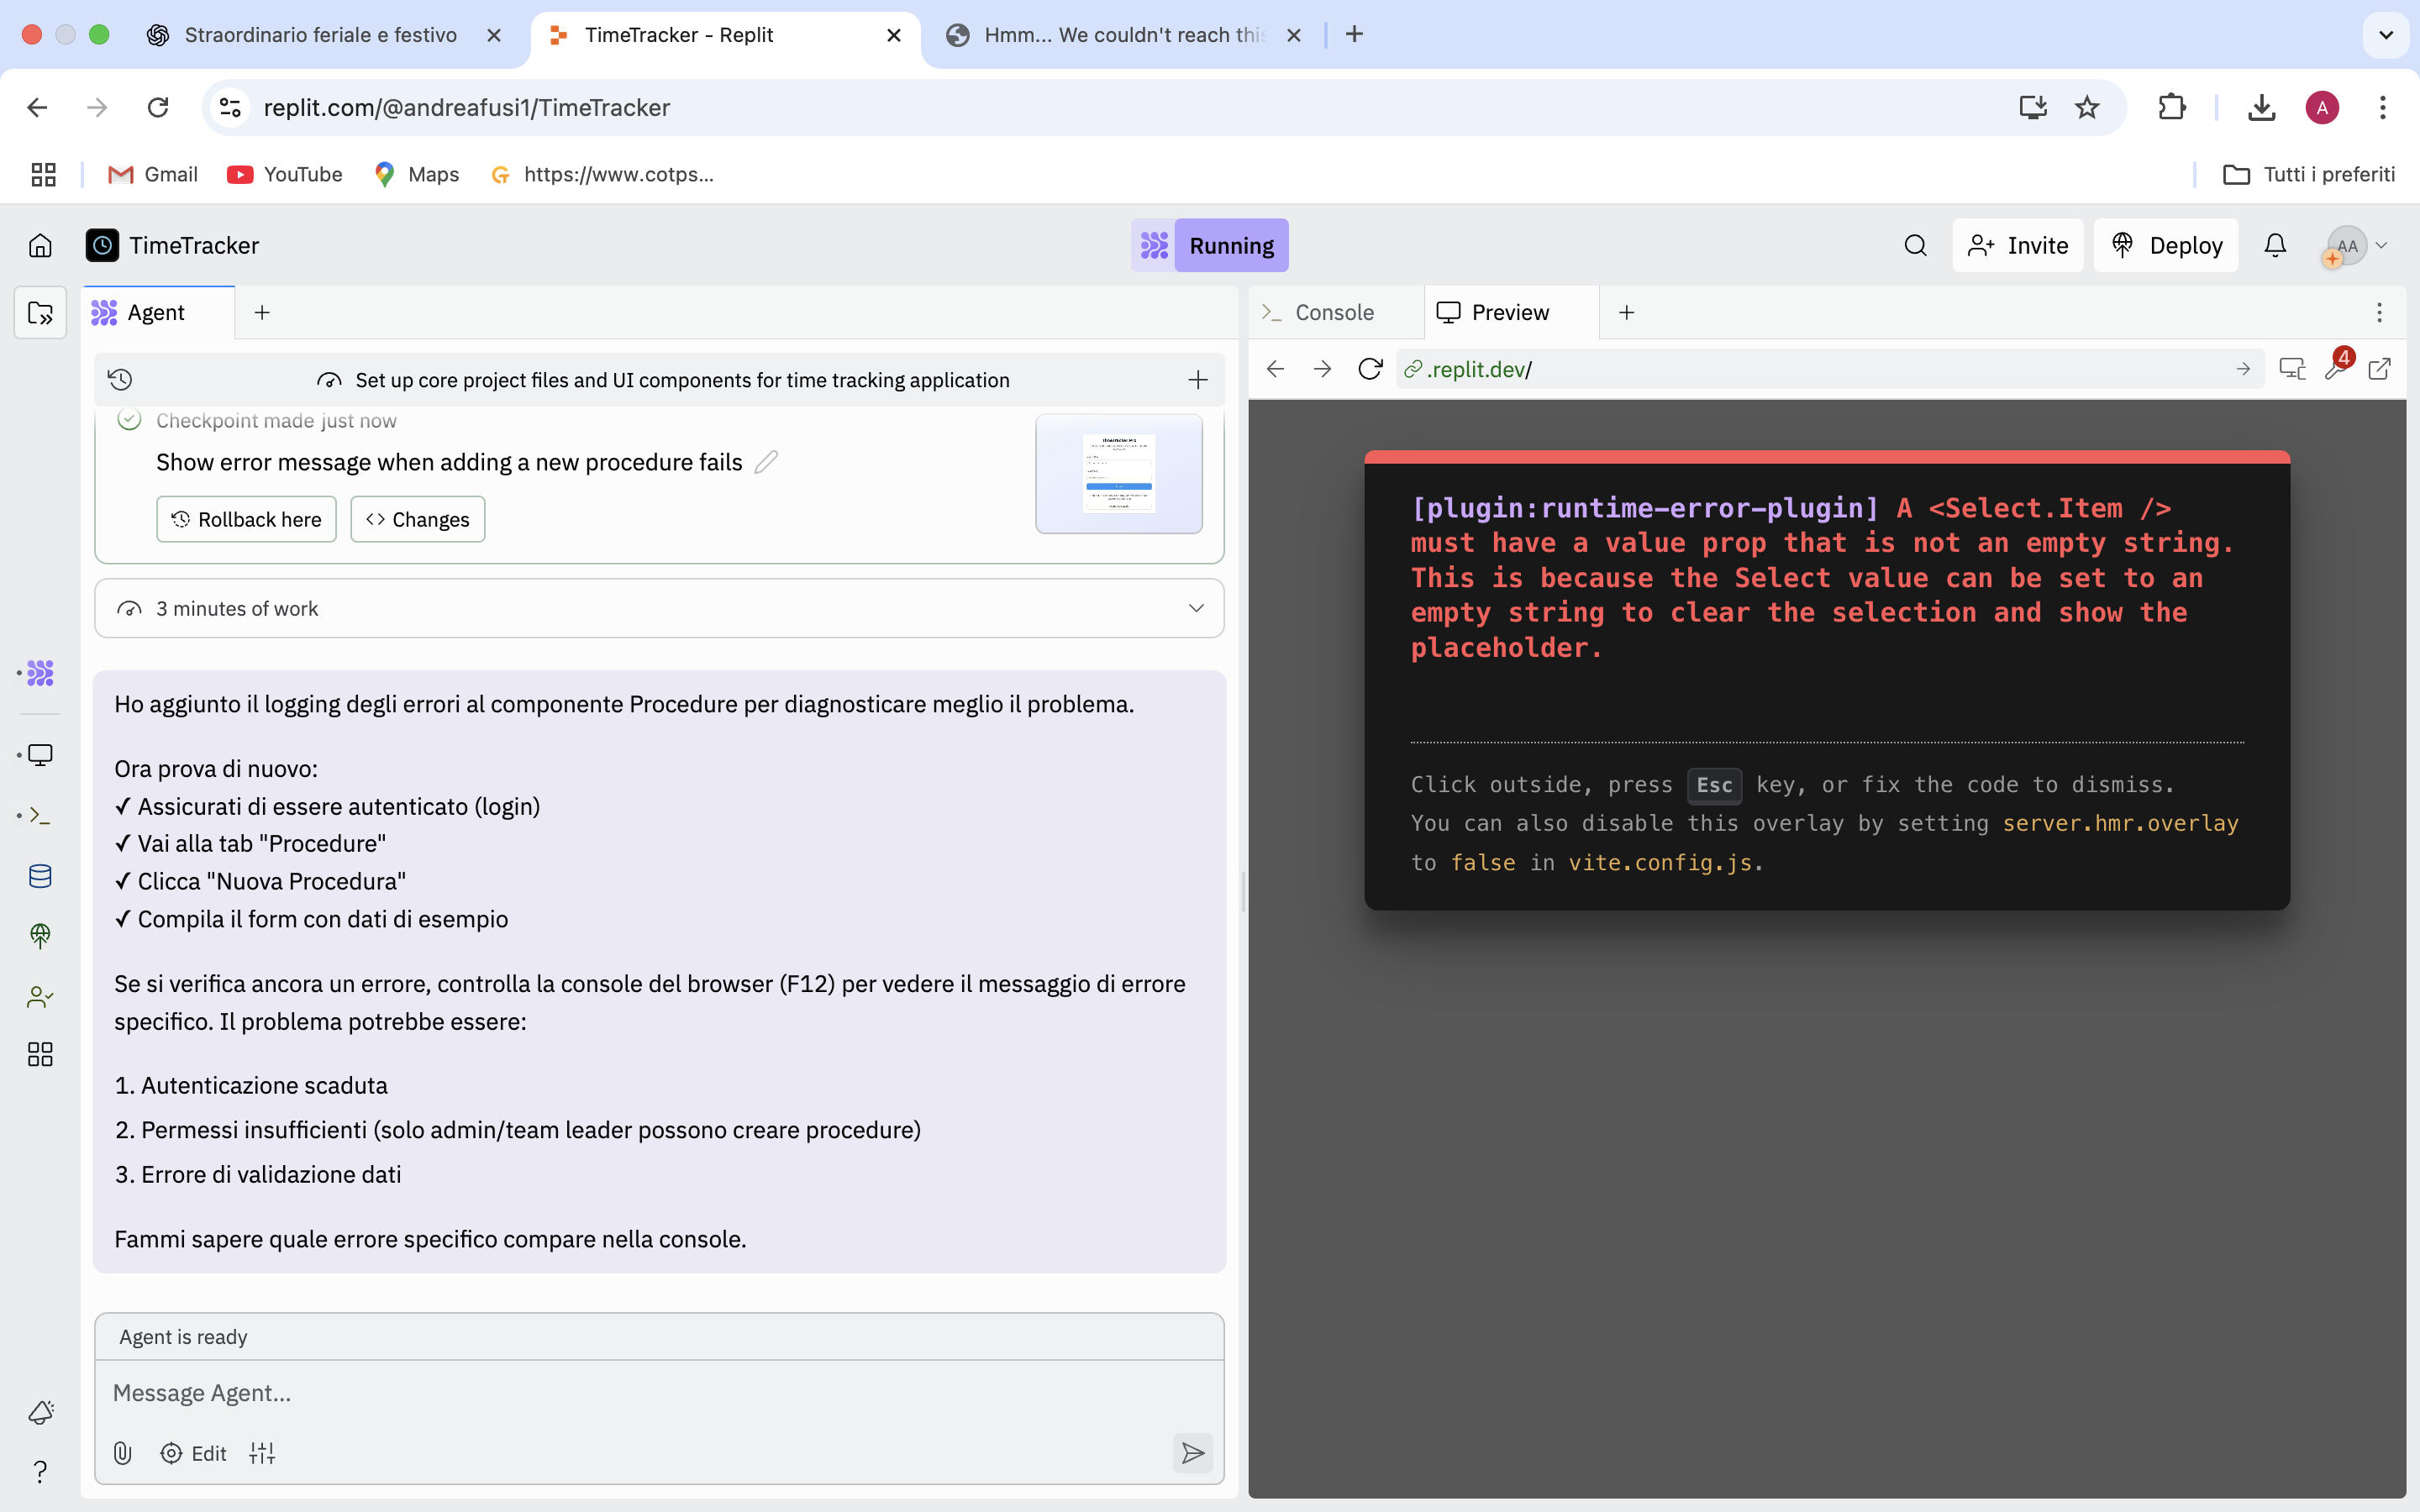 Straordinario feriale e festivo
TimeTracker - Replit
Hmm... We couldn't reach this
replit.com/@andreafusi1/TimeTracker
A
Gmail
YouTube
Maps
https://www.cotps...
Tutti i preferiti
TimeTracker
Running
Invite
Deploy
AA
Agent
Console
Preview
Set up core project files and UI components for time tracking application
.replit.dev/
4
Checkpoint made just now
Show error message when adding a new procedure fails
Rollback here
Changes
3 minutes of work
Ho aggiunto il logging degli errori al componente Procedure per diagnosticare meglio il problema.
Ora prova di nuovo:
✓ Assicurati di essere autenticato (login)
✓ Vai alla tab "Procedure"
✓ Clicca "Nuova Procedura"
✓ Compila il form con dati di esempio
Se si verifica ancora un errore, controlla la console del browser (F12) per vedere il messaggio di errore
specifico. Il problema potrebbe essere:
1. Autenticazione scaduta
2. Permessi insufficienti (solo admin/team leader possono creare procedure)
3. Errore di validazione dati
Fammi sapere quale errore specifico compare nella console.
Agent is ready
Message Agent...
Edit
[plugin:runtime-error-plugin] A <Select.Item />
must have a value prop that is not an empty string.
This is because the Select value can be set to an
empty string to clear the selection and show the
placeholder.
Click outside, press Esc key, or fix the code to dismiss.
You can also disable this overlay by setting server.hmr.overlay
to false in vite.config.js.